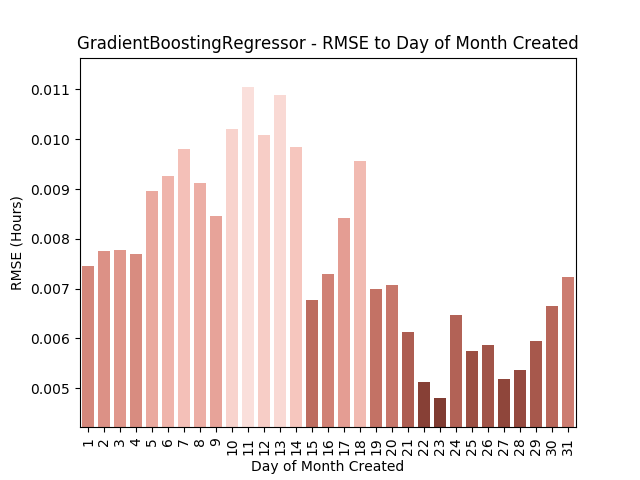 GradientBoostingRegressor - RMSE to Day of Month Created
RMSE (Hours)
0.011
0.010
0.009
0.008
0.007
0.006
0.005
1 2 3 4 5 6 7 8 9 10 11 12 13 14 15 16 17 18 19 20 21 22 23 24 25 26 27 28 29 30 31
Day of Month Created